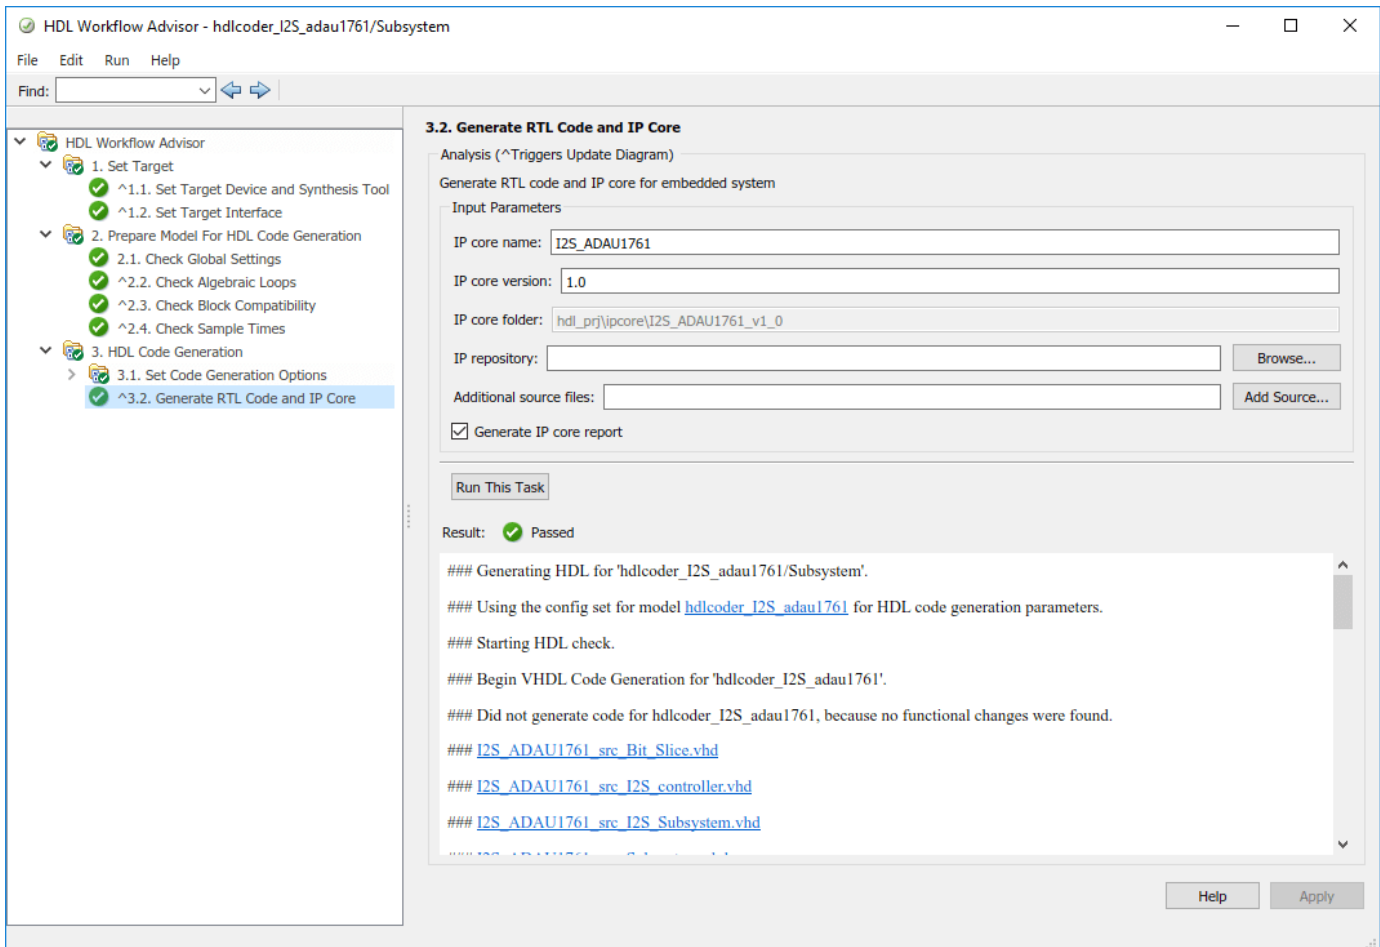 HDL Workflow Advisor - hdlcoder_I2S_adau1761/Subsystem
File Edit Run Help
Find:
HDL Workflow Advisor
1. Set Target
^1.1. Set Target Device and Synthesis Tool
^1.2. Set Target Interface
2. Prepare Model For HDL Code Generation
2.1. Check Global Settings
^2.2. Check Algebraic Loops
^2.3. Check Block Compatibility
^2.4. Check Sample Times
3. HDL Code Generation
3.1. Set Code Generation Options
^3.2. Generate RTL Code and IP Core
3.2. Generate RTL Code and IP Core
Analysis (^Triggers Update Diagram)
Generate RTL code and IP core for embedded system
Input Parameters
IP core name: I2S_ADAU1761
IP core version: 1.0
IP core folder: hdl_prj\ipcore\I2S_ADAU1761_v1_0
IP repository: Browse...
Additional source files: Add Source...
Generate IP core report
Run This Task
Result: Passed
### Generating HDL for 'hdlcoder_I2S_adau1761/Subsystem'.
### Using the config set for model hdlcoder_I2S_adau1761 for HDL code generation parameters.
### Starting HDL check.
### Begin VHDL Code Generation for 'hdlcoder_I2S_adau1761'.
### Did not generate code for hdlcoder_I2S_adau1761, because no functional changes were found.
### I2S_ADAU1761_src_Bit_Slice.vhd
### I2S_ADAU1761_src_I2S_controller.vhd
### I2S_ADAU1761_src_I2S_Subsystem.vhd
Help Apply